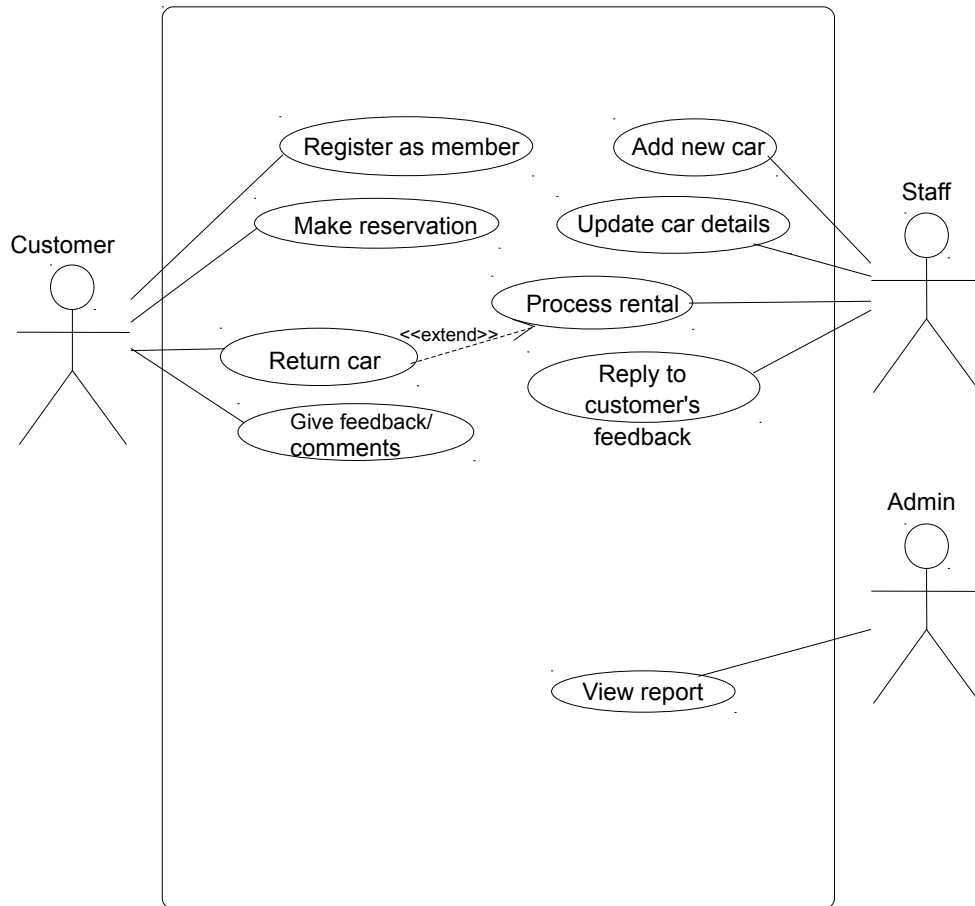 Register as member
Add new car
Staff
Make reservation
Update car details
Customer
Process rental
<<extend>>
Return car
Reply to
customer's
feedback
Give feedback/
comments
Admin
View report